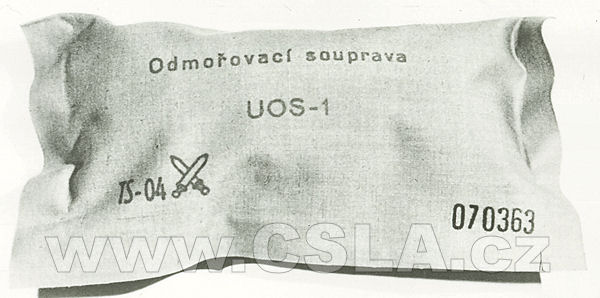 Odmořovací souprava
UOS-1
TS-04
070363
www.CSLA.cz